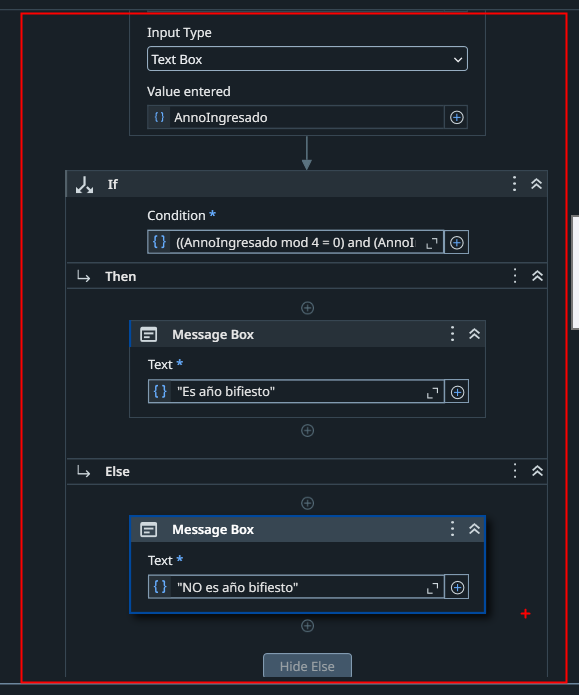 Input Type
Text Box
Value entered
AnnoIngresado
If
Condition *
((AnnoIngresado mod 4 = 0) and (AnnoI
Then
Message Box
Text *
"Es año bifiesto"
Else
Message Box
Text *
"NO es año bifiesto"
Hide Else